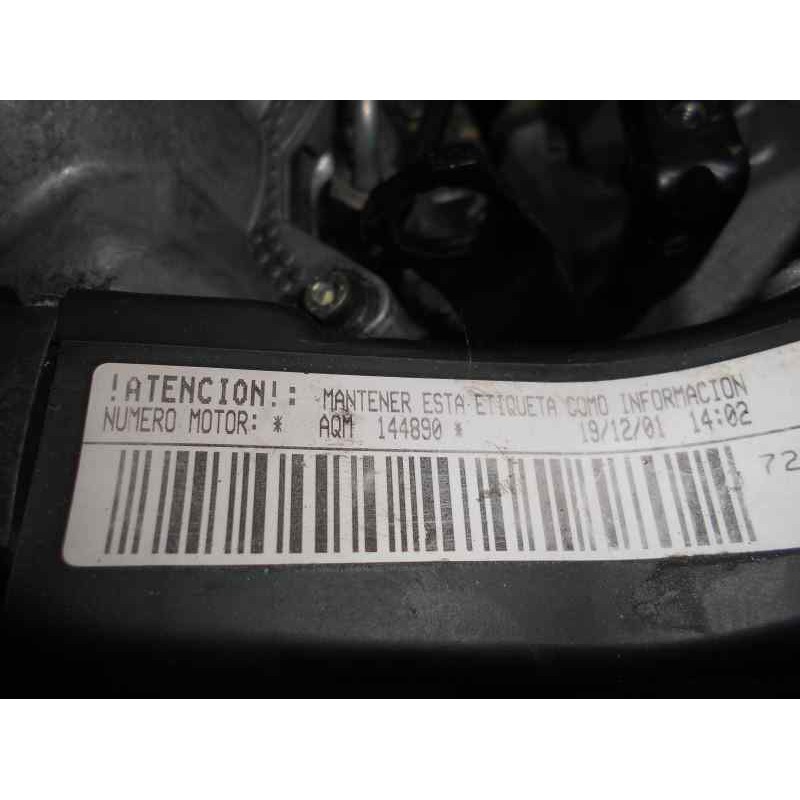 !ATENCION!: MANTENER ESTA ETIQUETA COMO INFORMACION
NUMERO MOTOR: * AQM 144890 * 19/12/01 14:02
72